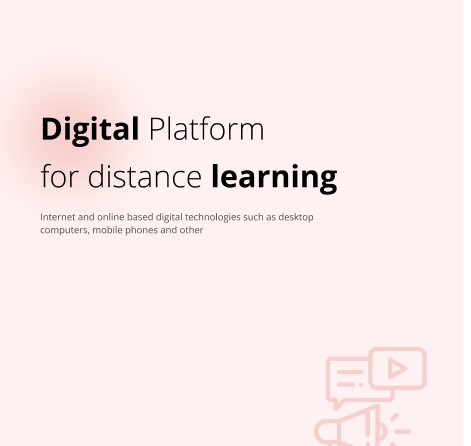 Digital Platform
for distance learning
Internet and online based digital technologies such as desktop
computers, mobile phones and other